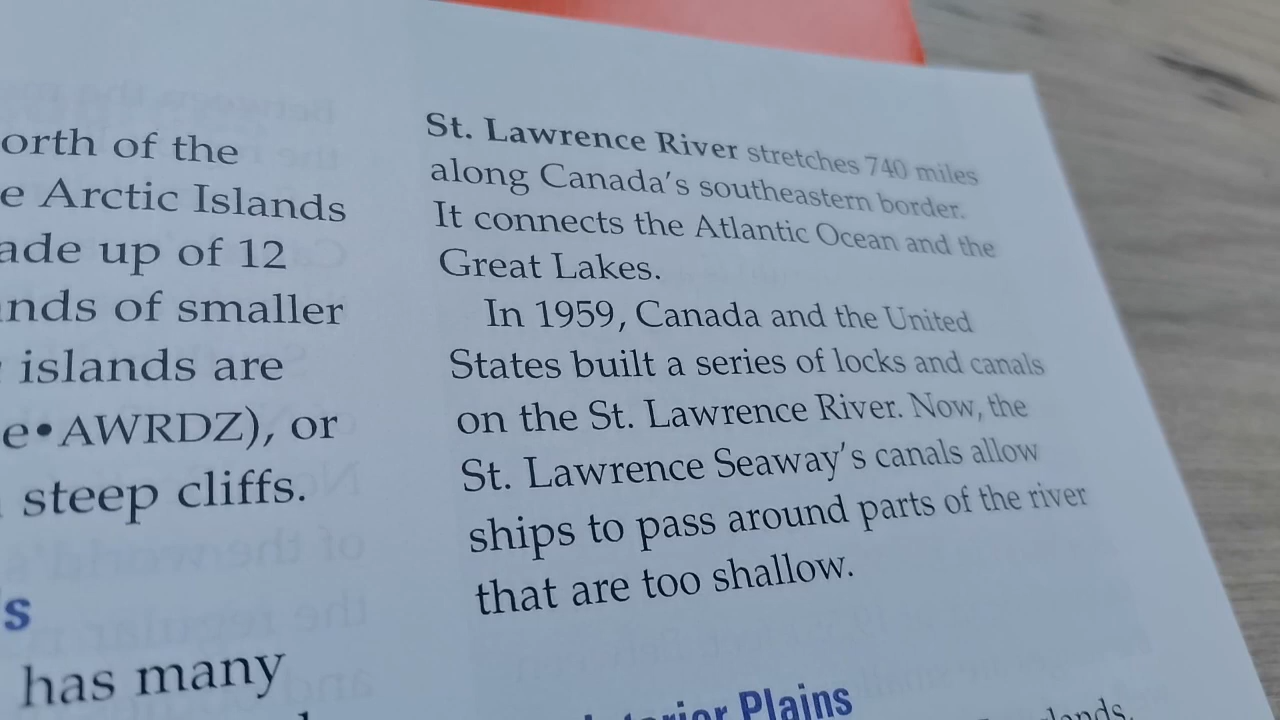 orth of the
e Arctic Islands
ade up of 12
nds of smaller
islands are
e•AWRDZ), or
steep cliffs.
s
has many
St. Lawrence River stretches 740 miles
along Canada's southeastern border.
It connects the Atlantic Ocean and the
Great Lakes.
In 1959, Canada and the United
States built a series of locks and canals
on the St. Lawrence River. Now, the
St. Lawrence Seaway's canals allow
ships to pass around parts of the river
that are too shallow.
terior Plains
lands.